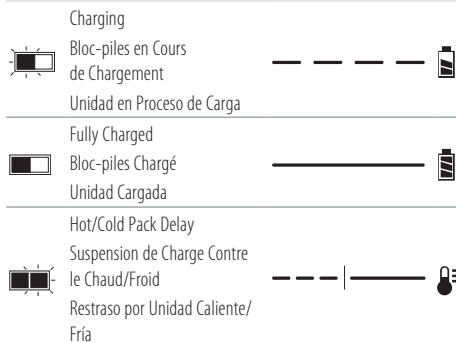 Charging
Bloc-piles en Cours
de Chargement
Unidad en Proceso de Carga
Fully Charged
Bloc-piles Chargé
Unidad Cargada
Hot/Cold Pack Delay
Suspension de Charge Contre
le Chaud/Froid
Restraso por Unidad Caliente/
Fría